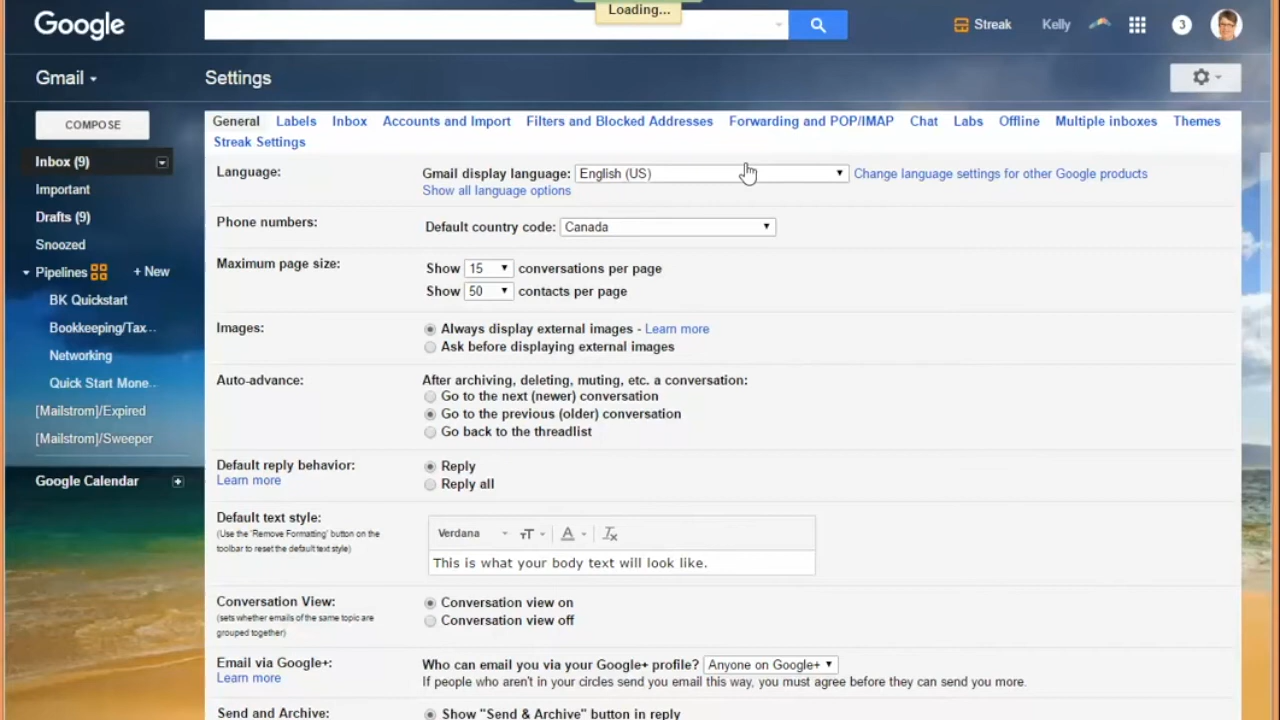 Loading...
Google
Streak
Kelly
3
Gmail
Settings
COMPOSE
General Labels Inbox Accounts and Import Filters and Blocked Addresses Forwarding and POP/IMAP Chat Labs Offline Multiple inboxes Themes
Streak Settings
Inbox (9)
Important
Drafts (9)
Snoozed
Pipelines + New
BK Quickstart
Bookkeeping/Tax...
Networking
Quick Start Mone..
[Mailstrom]/Expired
[Mailstrom]/Sweeper
Google Calendar
Language: Gmail display language: English (US) Change language settings for other Google products
Show all language options
Phone numbers: Default country code: Canada
Maximum page size: Show 15 conversations per page
Show 50 contacts per page
Images: Always display external images - Learn more
Ask before displaying external images
Auto-advance: After archiving, deleting, muting, etc. a conversation:
Go to the next (newer) conversation
Go to the previous (older) conversation
Go back to the threadlist
Default reply behavior: Reply
Learn more Reply all
Default text style:
(Use the 'Remove Formatting' button on the
toolbar to reset the default text style)
Verdana
This is what your body text will look like.
Conversation View: Conversation view on
(sets whether emails of the same topic are
grouped together)
Conversation view off
Email via Google+: Who can email you via your Google+ profile? Anyone on Google+
Learn more If people who aren't in your circles send you email this way, you must agree before they can send you more.
Send and Archive: Show "Send & Archive" button in reply